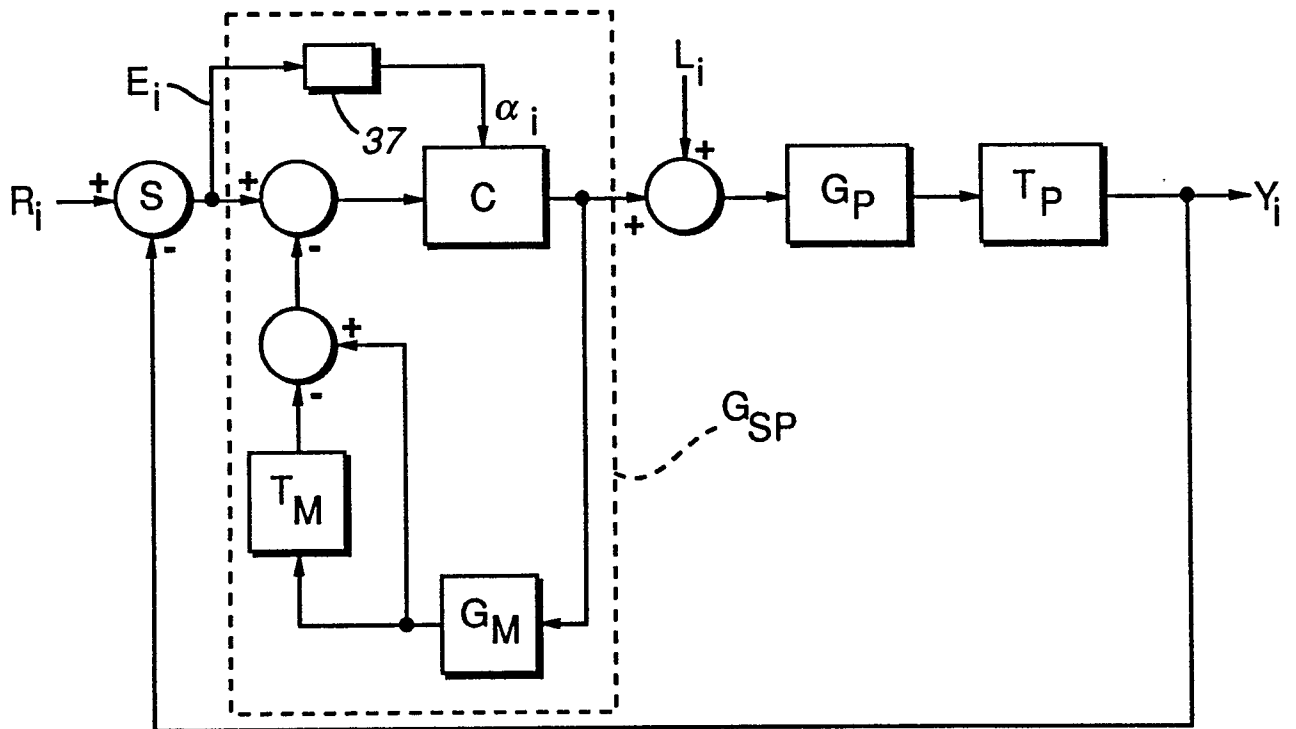 E_i
37
α_i
L_i
R_i
+
S
-
+
-
C
+
+
G_P
T_P
Y_i
+
-
T_M
G_M
G_SP